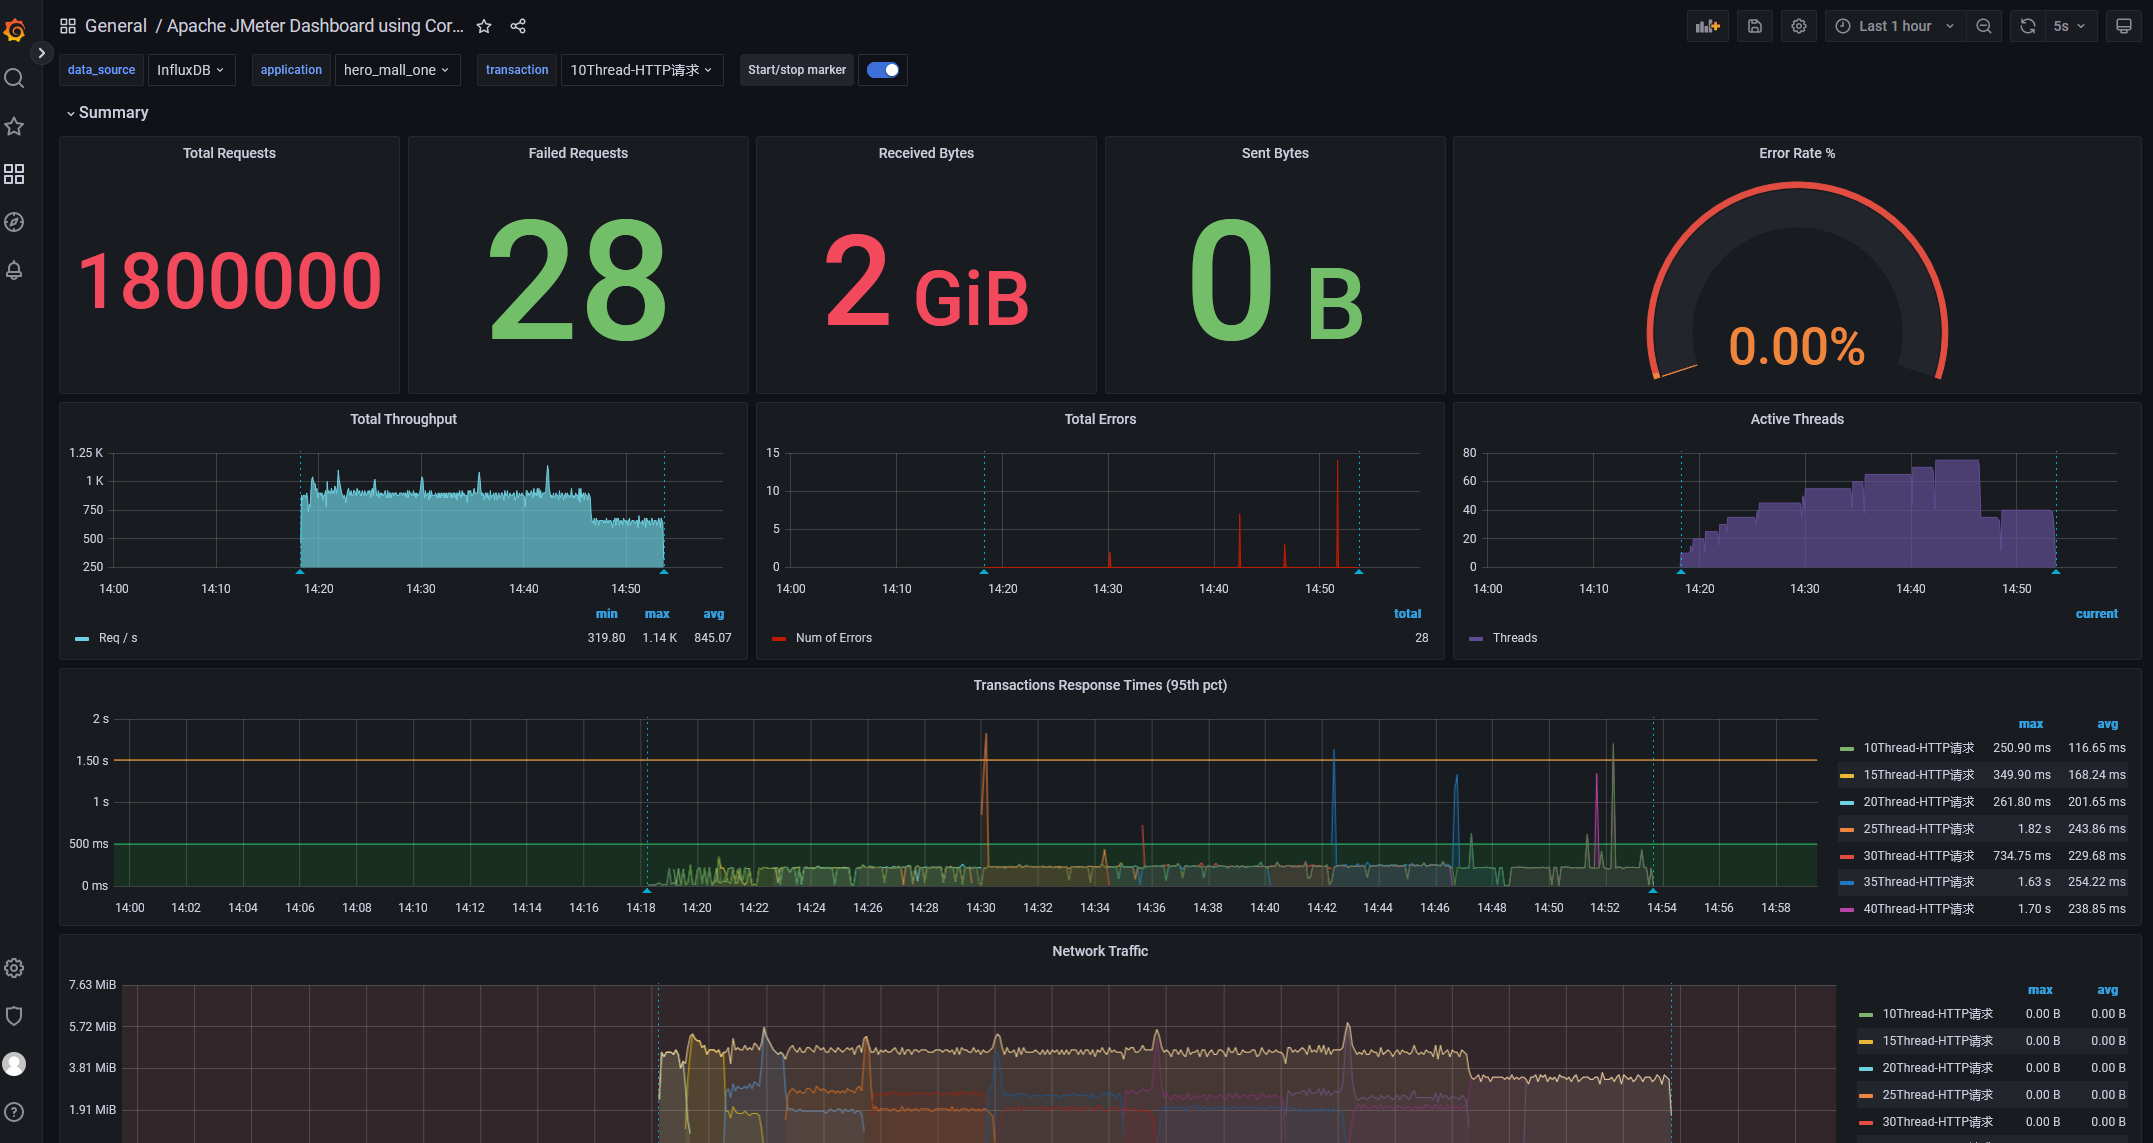 General / Apache JMeter Dashboard using Cor...
Last 1 hour
5s
data_source InfluxDB application hero_mall_one transaction 10Thread-HTTP请求 Start/stop marker
Summary
Total Requests
1800000
Failed Requests
28
Received Bytes
2 GiB
Sent Bytes
0 B
Error Rate %
0.00%
Total Throughput
1.25 K
1 K
750
500
250
14:00 14:10 14:20 14:30 14:40 14:50
min max avg
Req / s 319.80 1.14 K 845.07
Total Errors
15
10
5
0
14:00 14:10 14:20 14:30 14:40 14:50
total
Num of Errors 28
Active Threads
80
60
40
20
0
14:00 14:10 14:20 14:30 14:40 14:50
current
Threads
Transactions Response Times (95th pct)
2 s
1.50 s
1 s
500 ms
0 ms
14:00 14:02 14:04 14:06 14:08 14:10 14:12 14:14 14:16 14:18 14:20 14:22 14:24 14:26 14:28 14:30 14:32 14:34 14:36 14:38 14:40 14:42 14:44 14:46 14:48 14:50 14:52 14:54 14:56 14:58
max avg
10Thread-HTTP请求 250.90 ms 116.65 ms
15Thread-HTTP请求 349.90 ms 168.24 ms
20Thread-HTTP请求 261.80 ms 201.65 ms
25Thread-HTTP请求 1.82 s 243.86 ms
30Thread-HTTP请求 734.75 ms 229.68 ms
35Thread-HTTP请求 1.63 s 254.22 ms
40Thread-HTTP请求 1.70 s 238.85 ms
Network Traffic
7.63 MiB
5.72 MiB
3.81 MiB
1.91 MiB
max avg
10Thread-HTTP请求 0.00 B 0.00 B
15Thread-HTTP请求 0.00 B 0.00 B
20Thread-HTTP请求 0.00 B 0.00 B
25Thread-HTTP请求 0.00 B 0.00 B
30Thread-HTTP请求 0.00 B 0.00 B